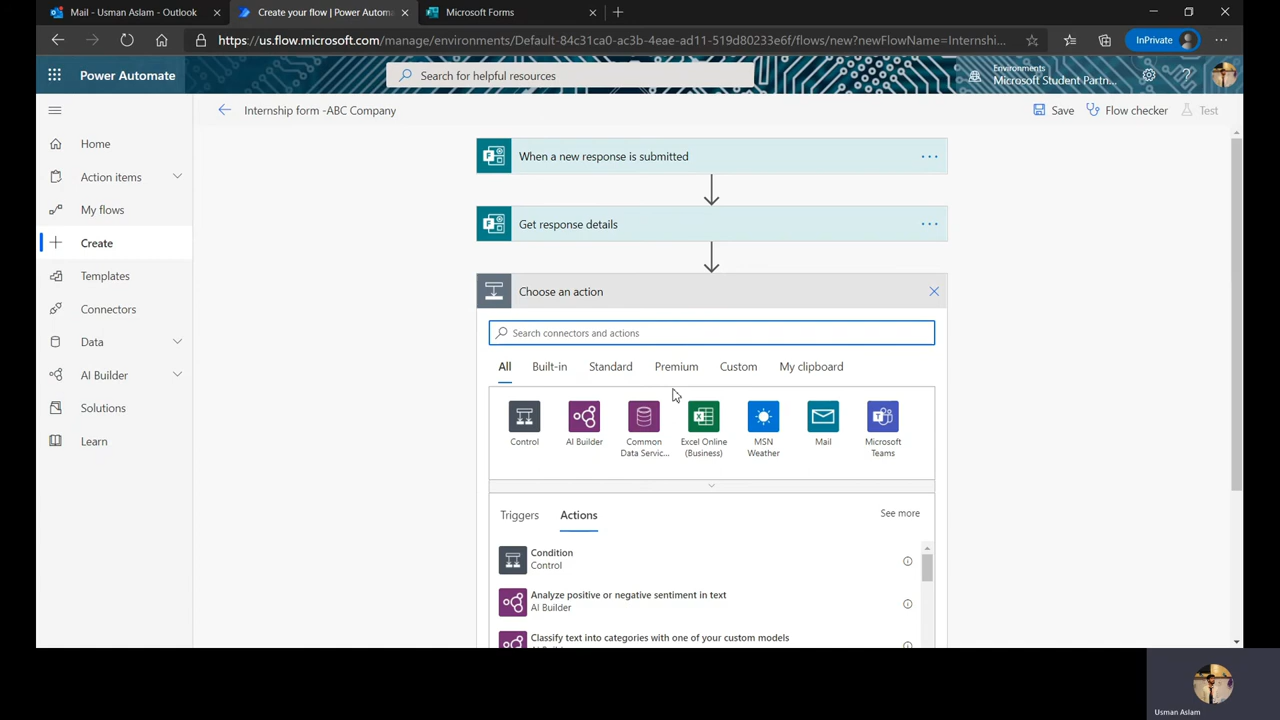 Mail - Usman Aslam - Outlook
Create your flow | Power Automa
Microsoft Forms
https://us.flow.microsoft.com/manage/environments/Default-84c31ca0-ac3b-4eae-ad11-519d80233e6f/flows/new?newFlowName=Internship...
InPrivate
Power Automate
Search for helpful resources
Environments
Microsoft Student Partn...
Internship form -ABC Company
Save
Flow checker
Test
Home
Action items
My flows
Create
Templates
Connectors
Data
AI Builder
Solutions
Learn
When a new response is submitted
Get response details
Choose an action
Search connectors and actions
All Built-in Standard Premium Custom My clipboard
Control
AI Builder
Common
Data Servic...
Excel Online
(Business)
MSN
Weather
Mail
Microsoft
Teams
Triggers Actions See more
Condition
Control
Analyze positive or negative sentiment in text
AI Builder
Classify text into categories with one of your custom models
Usman Aslam